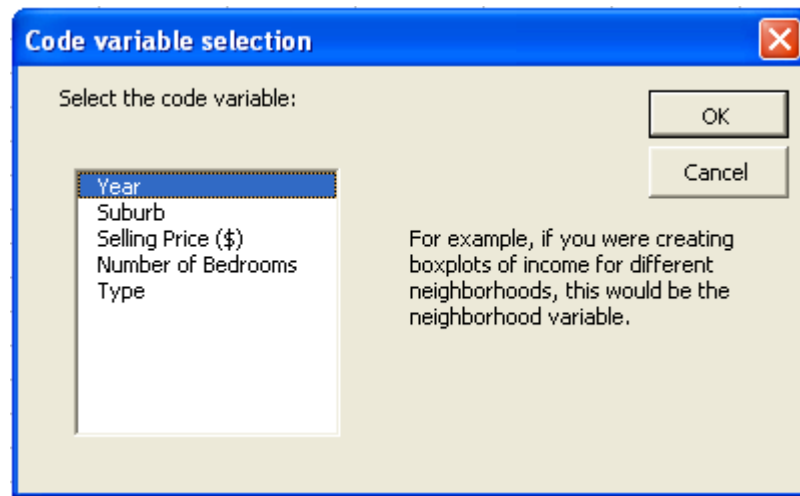 Code variable selection
Select the code variable:
OK
Cancel
Year
Suburb
Selling Price ($)
Number of Bedrooms
Type
For example, if you were creating
boxplots of income for different
neighborhoods, this would be the
neighborhood variable.